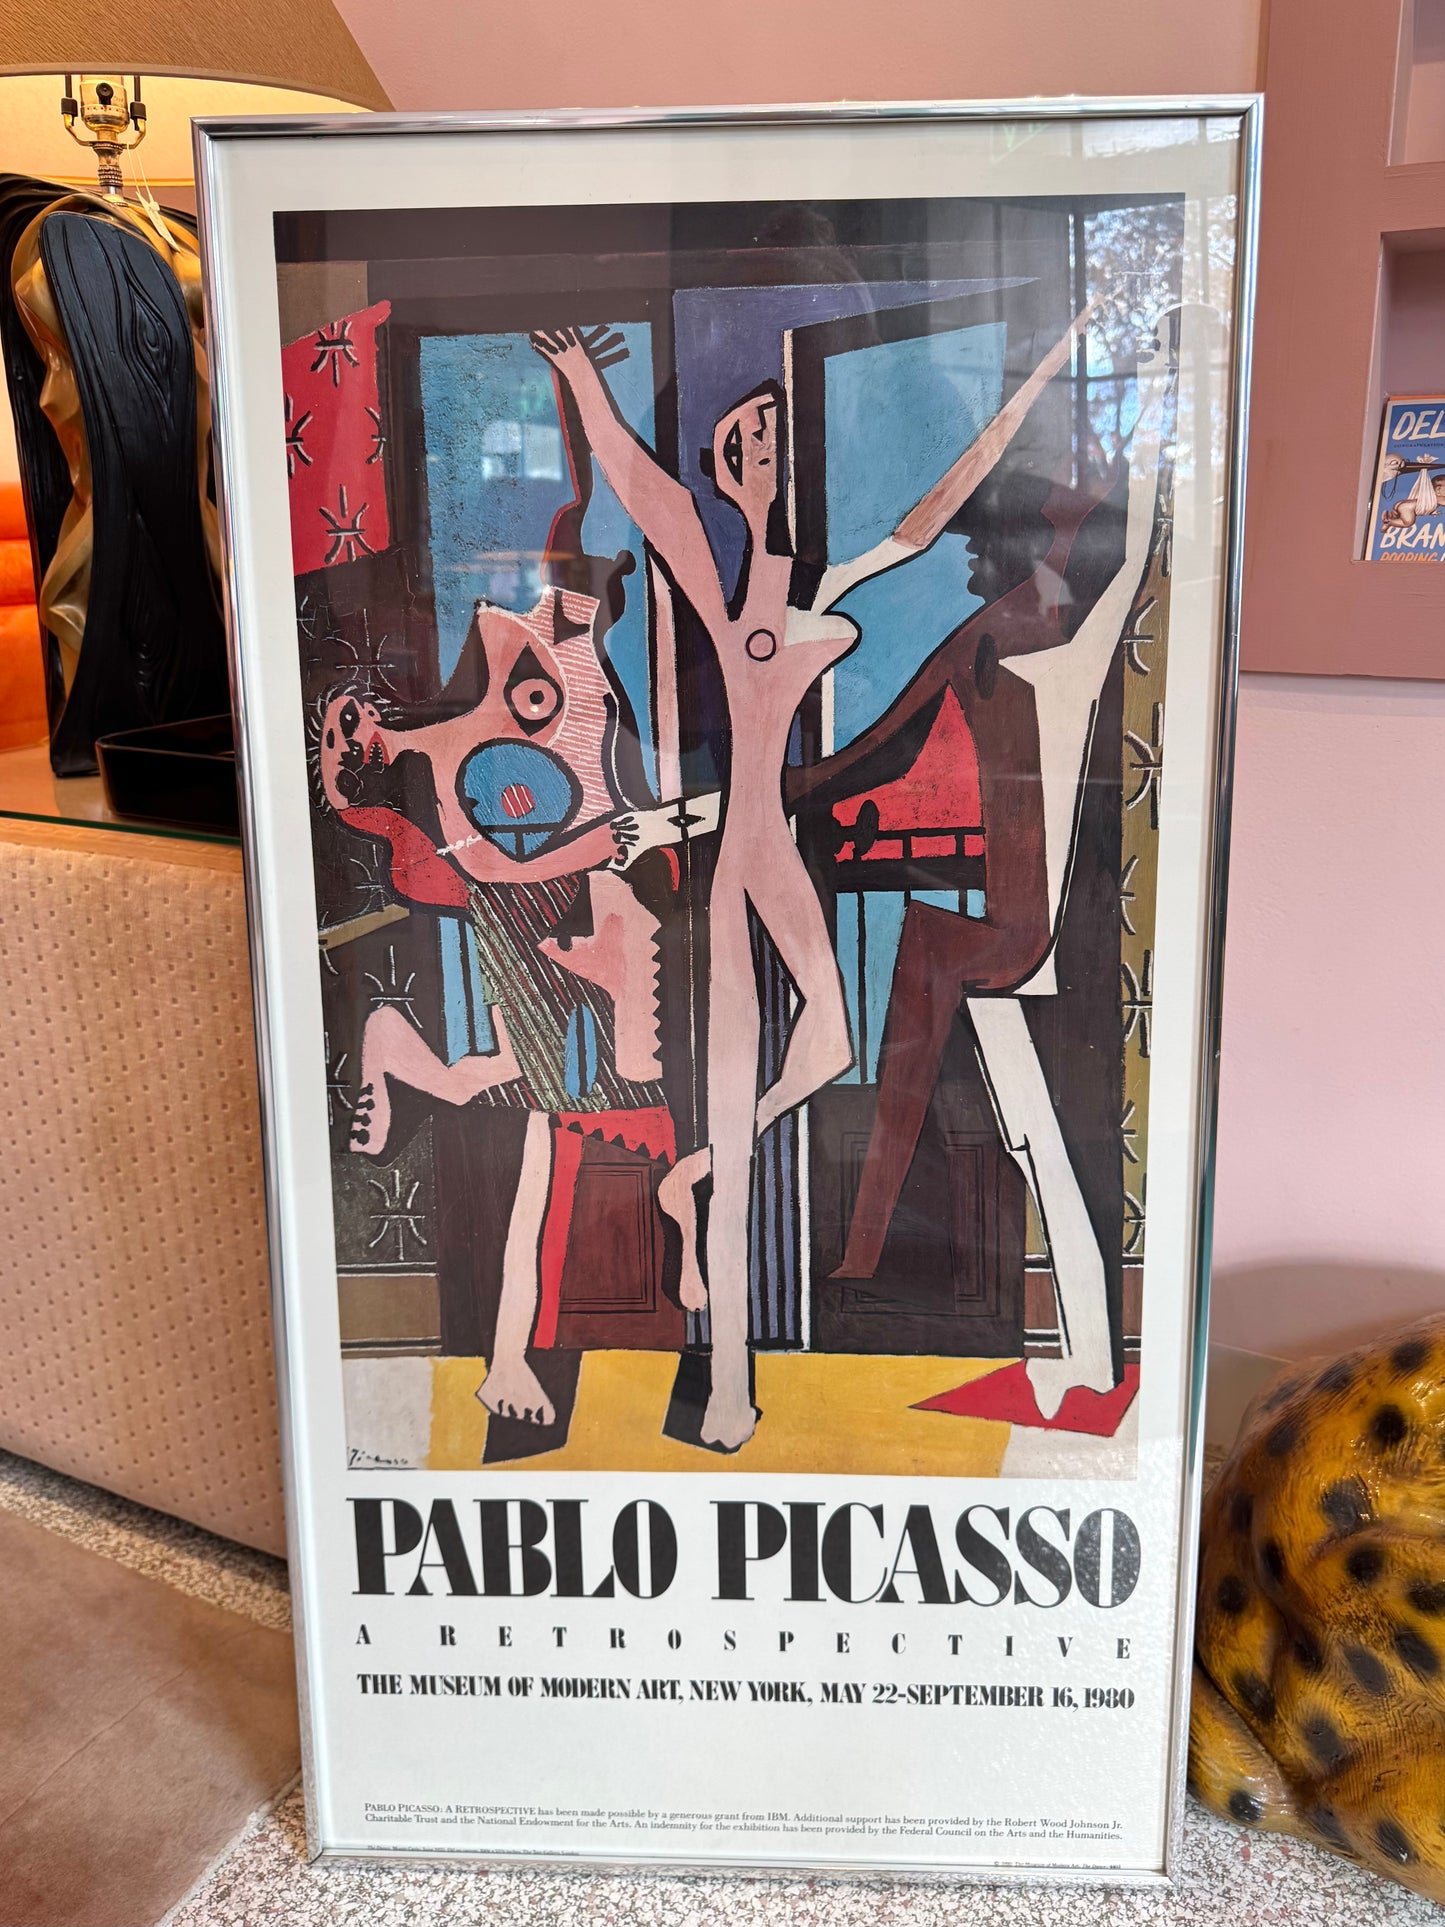 DEL
BRAN
Picasso
PABLO PICASSO
A RETROSPECTIVE
THE MUSEUM OF MODERN ART, NEW YORK, MAY 22-SEPTEMBER 16, 1980
PABLO PICASSO: A RETROSPECTIVE has been made possible by a generous grant from IBM. Additional support has been provided by the Robert Wood Johnson Jr.
Charitable Trust and the National Endowment for the Arts. An indemnity for the exhibition has been provided by the Federal Council on the Arts and the Humanities.